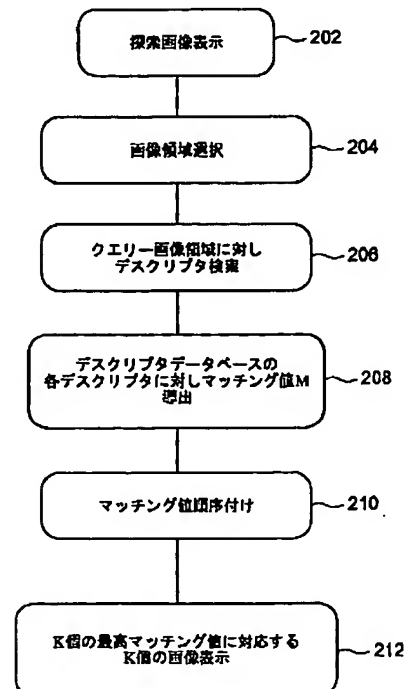 探索画像表示
202
画像領域選択
204
クエリー画像領域に対し
デスクリプタ検索
206
デスクリプタデータベースの
各デスクリプタに対しマッチング値M
導出
208
マッチング値順序付け
210
K個の最高マッチング値に対応する
K個の画像表示
212